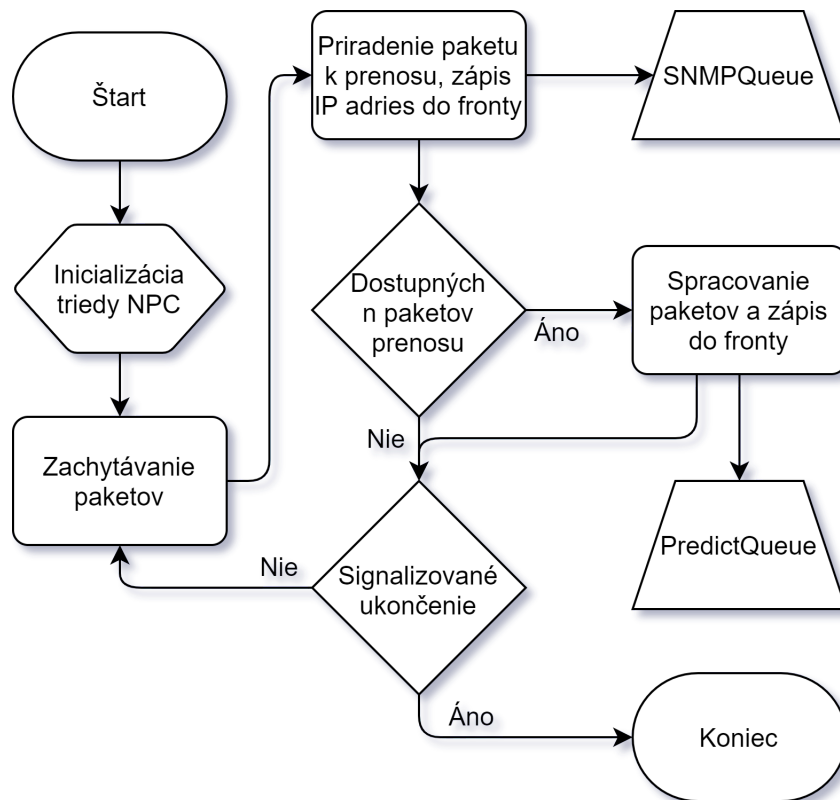 Štart
Inicializácia
triedy NPC
Zachytávanie
paketov
Priradenie paketu
k prenosu, zápis
IP adries do fronty
SNMPQueue
Dostupných
n paketov
prenosu
Áno
Spracovanie
paketov a zápis
do fronty
Nie
PredictQueue
Signalizované
ukončenie
Nie
Áno
Koniec